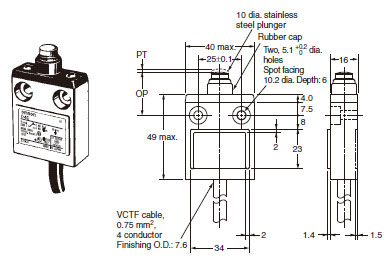 10 dia. stainless
steel plunger
Rubber cap
Two, 5.1 +0.2 0 dia.
holes
Spot facing
10.2 dia. Depth: 6
40 max.
25±0.1
PT
OP
16
4.0
7.5
8
49 max.
2
23
VCTF cable,
0.75 mm²,
4 conductor
Finishing O.D.: 7.6
2
34
1.4
1.5